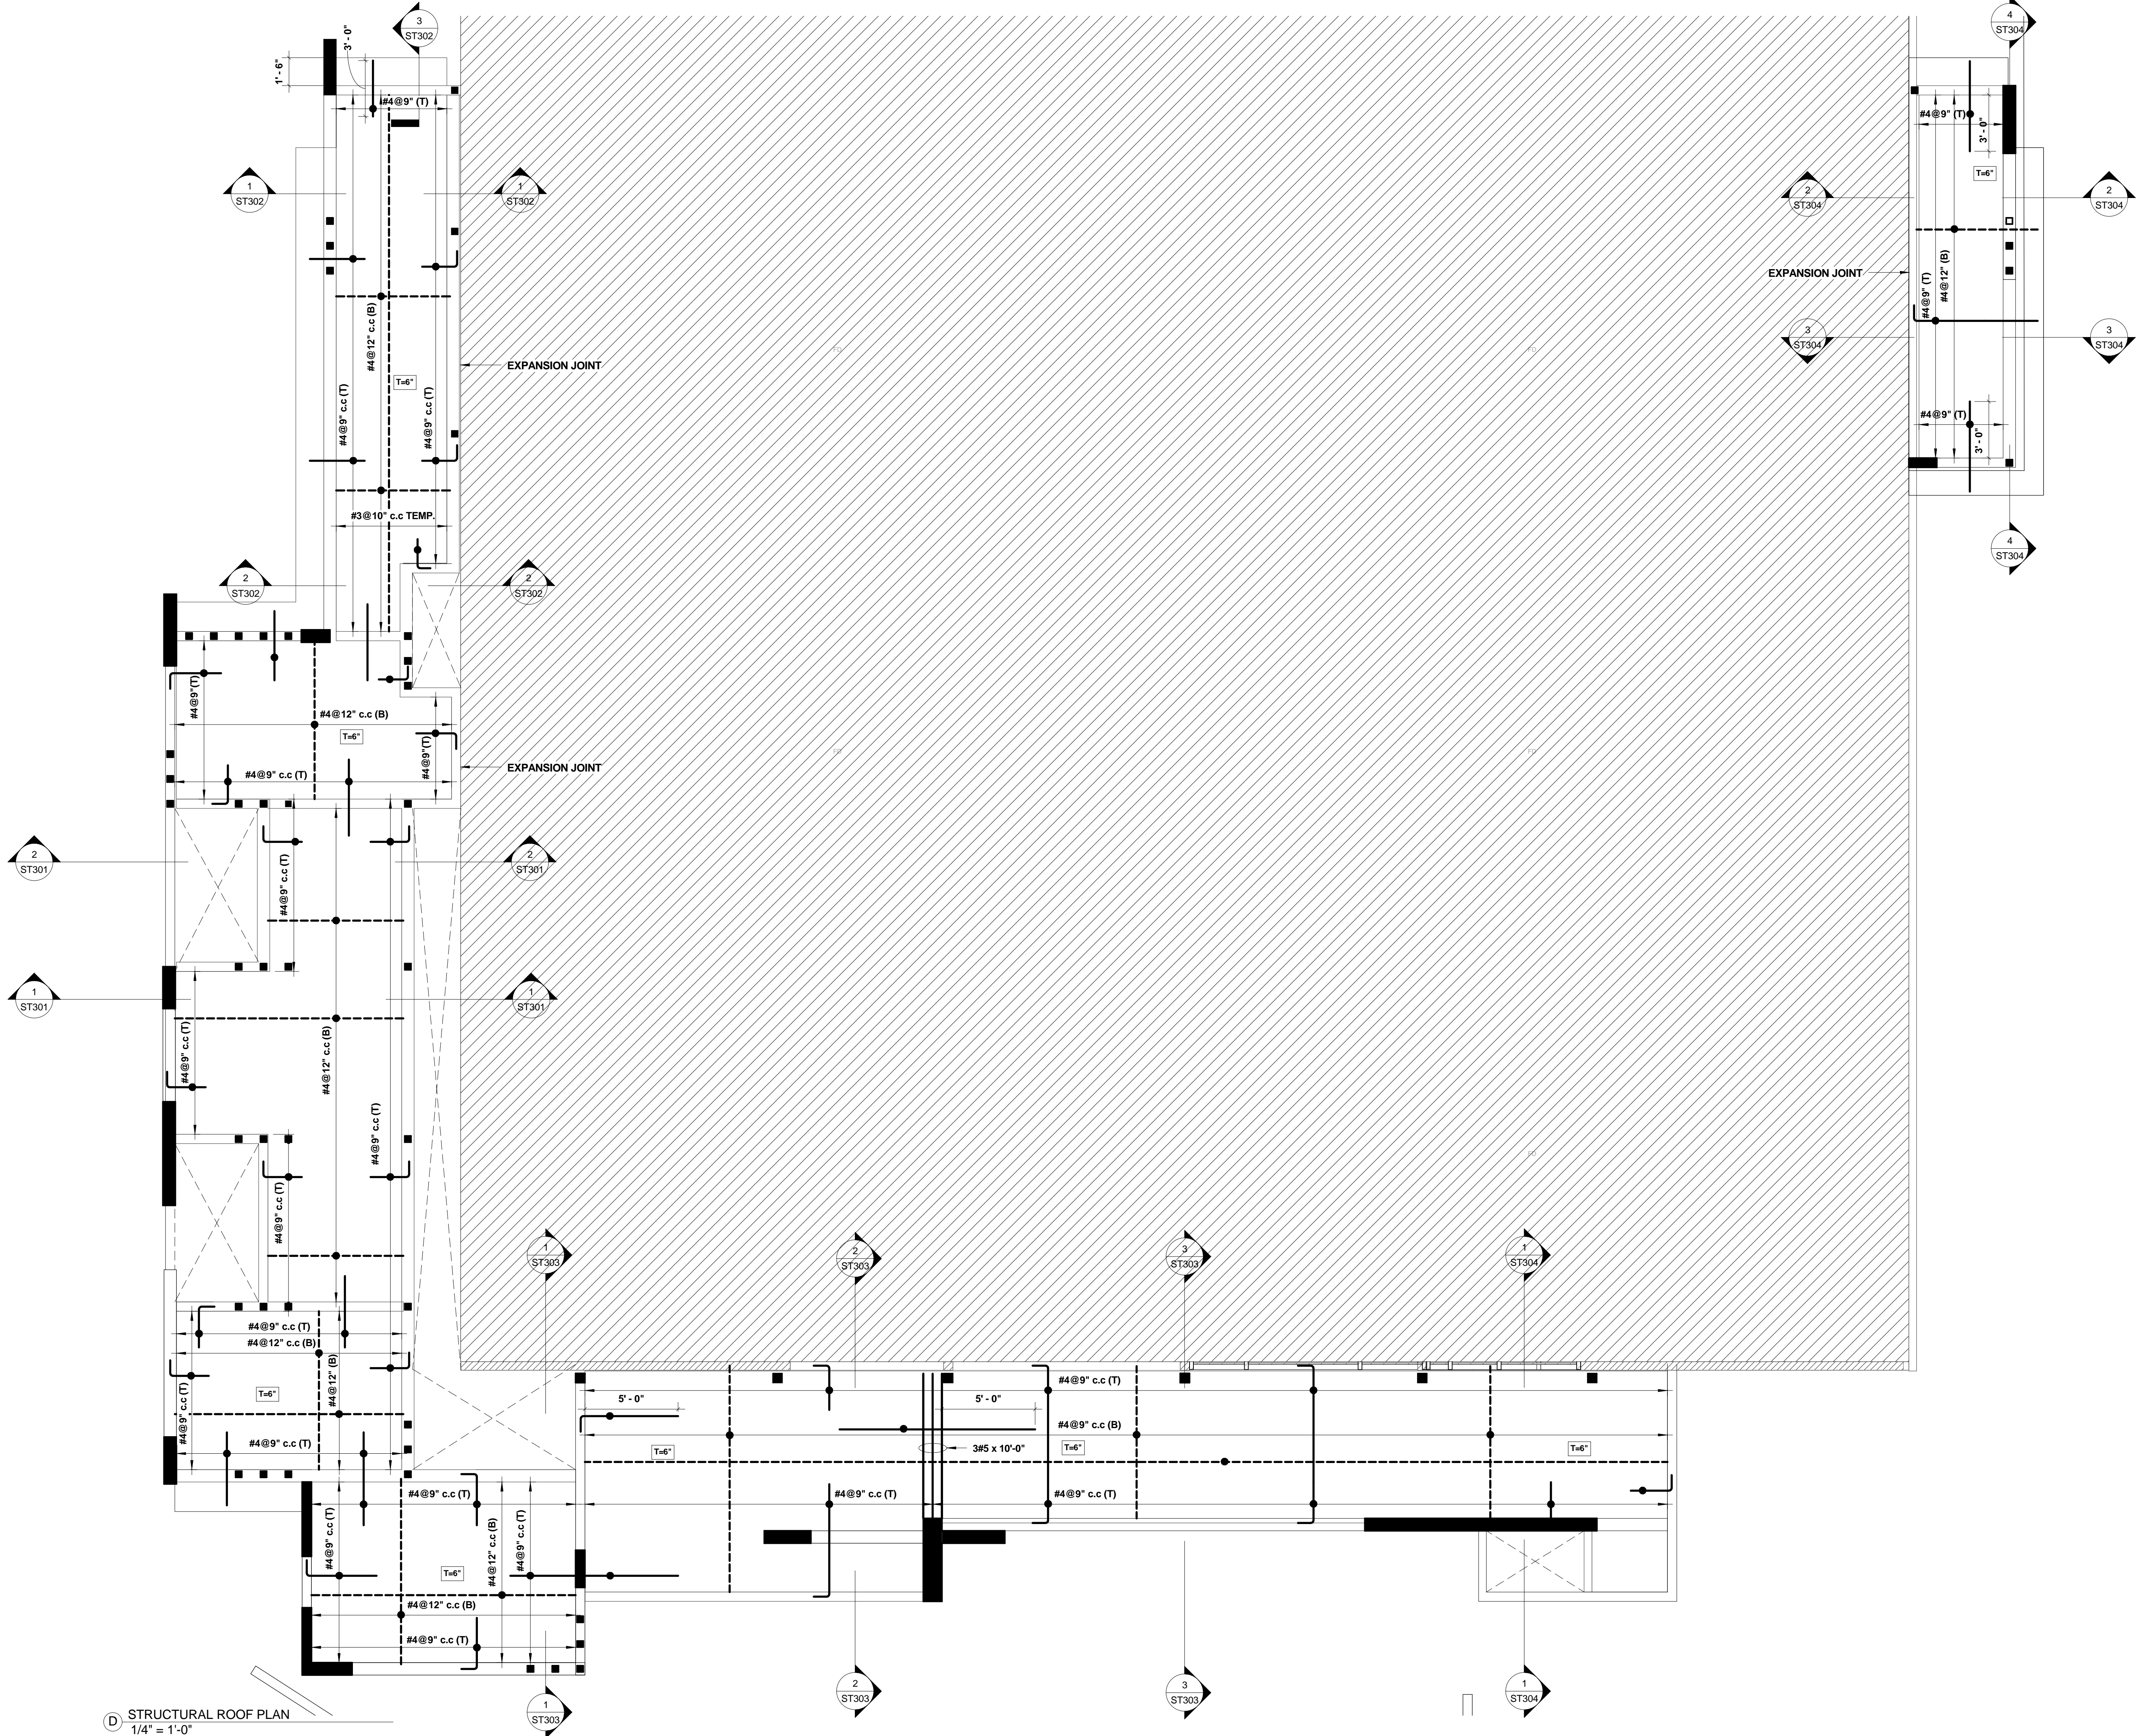 3
ST302
4
ST304
3' - 0"
1' - 6"
#4@9" (T)
#4@9" (T)
3' - 0"
T=6"
1
ST302
1
ST302
2
ST304
2
ST304
EXPANSION JOINT
#4@9" (T)
#4@12" (B)
#4@12" c.c (B)
3
ST304
3
ST304
FD
FD
EXPANSION JOINT
T=6"
#4@9" c.c (T)
#4@9" c.c (T)
#4@9" (T)
3' - 0"
#3@10" c.c TEMP.
4
ST304
2
ST302
2
ST302
#4@9"(T)
#4@12" c.c (B)
T=6"
#4@9"(T)
FD
FD
EXPANSION JOINT
#4@9" c.c (T)
2
ST301
2
ST301
#4@9" c.c (T)
1
ST301
1
ST301
#4@9" c.c (T)
#4@12" c.c (B)
#4@9" c.c (T)
FD
#4@9" c.c (T)
1
ST303
2
ST303
3
ST303
1
ST304
#4@9" c.c (T)
#4@12" c.c (B)
#4@12" (B)
T=6"
#4@9" c.c (T)
#4@9" c.c (T)
5' - 0"
5' - 0"
#4@9" c.c (T)
#4@9" c.c (B)
T=6"
3#5 x 10'-0"
T=6"
T=6"
#4@9" c.c (T)
#4@9" c.c (T)
#4@9" c.c (T)
#4@9" c.c (T)
#4@12" c.c (B)
#4@9" c.c (T)
T=6"
#4@12" c.c (B)
#4@9" c.c (T)
1
ST303
2
ST303
3
ST303
1
ST304
D
STRUCTURAL ROOF PLAN
1/4" = 1'-0"